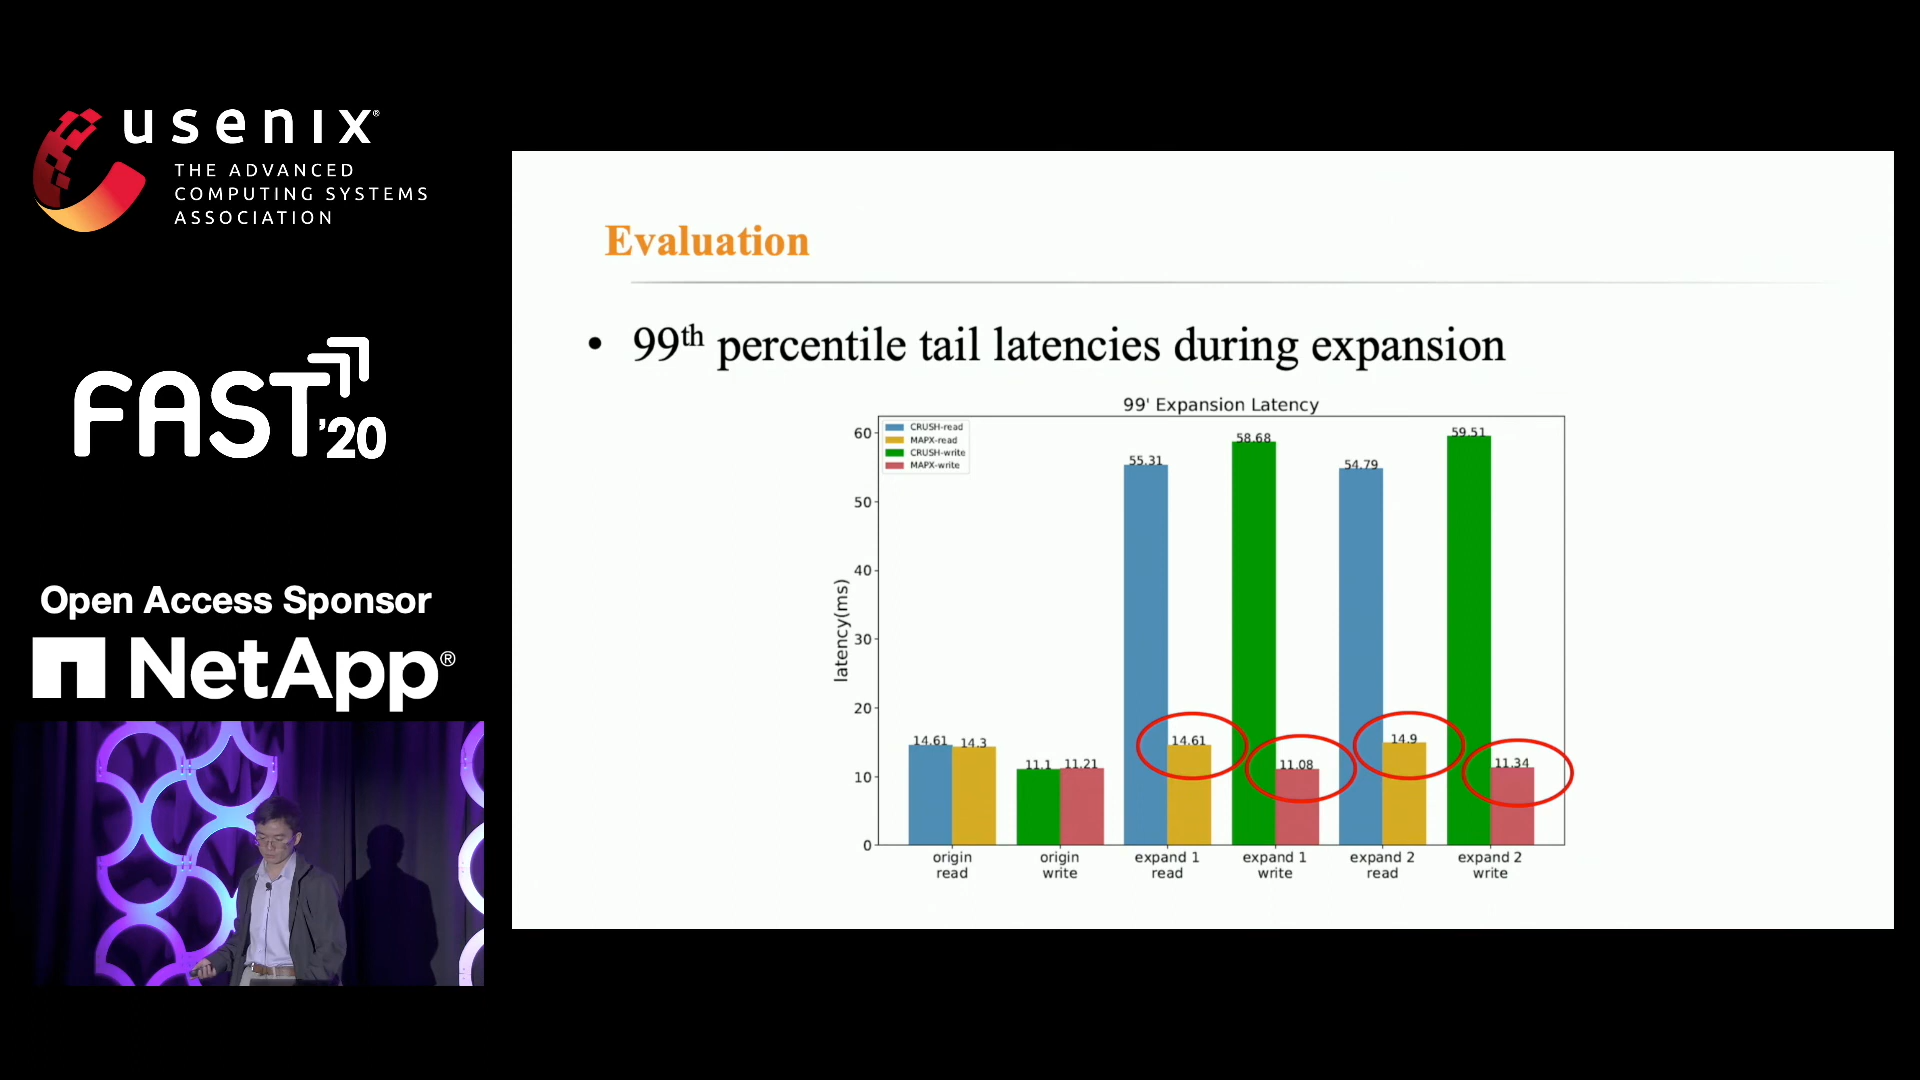 usenix®
THE ADVANCED
COMPUTING SYSTEMS
ASSOCIATION
FAST '20
Open Access Sponsor
NetApp®
Evaluation
• 99th percentile tail latencies during expansion
99' Expansion Latency
CRUSH-read
MAPX-read
CRUSH-write
MAPX-write
latency(ms)
60
50
40
30
20
10
0
14.61 14.3
11.1 11.21
55.31 14.61
58.68 11.08
54.79 14.9
59.51 11.34
origin read
origin write
expand 1 read
expand 1 write
expand 2 read
expand 2 write